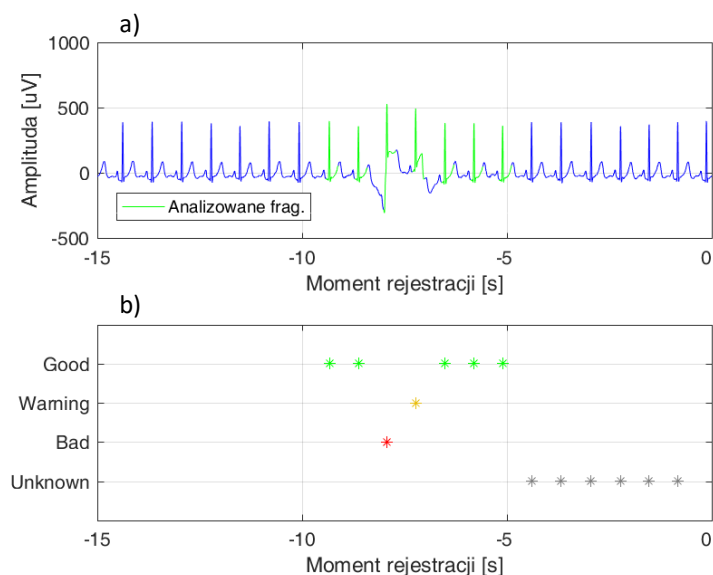 a)
1000
500
0
-500
Amplituda [uV]
Analizowane frag.
-15
-10
-5
0
Moment rejestracji [s]
b)
Good
Warning
Bad
Unknown
-15
-10
-5
0
Moment rejestracji [s]